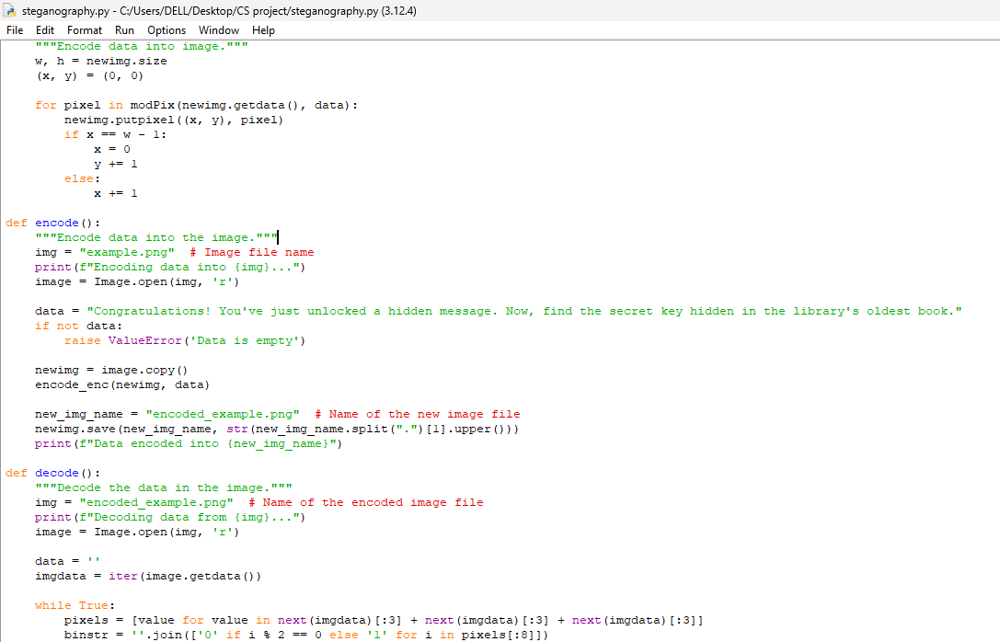 steganography.py - C:/Users/DELL/Desktop/CS project/steganography.py (3.12.4)
File Edit Format Run Options Window Help
    """Encode data into image."""
    w, h = newimg.size
    (x, y) = (0, 0)

    for pixel in modPix(newimg.getdata(), data):
        newimg.putpixel((x, y), pixel)
        if x == w - 1:
            x = 0
            y += 1
        else:
            x += 1

def encode():
    """Encode data into the image."""
    img = "example.png"  # Image file name
    print(f"Encoding data into {img}...")
    image = Image.open(img, 'r')

    data = "Congratulations! You've just unlocked a hidden message. Now, find the secret key hidden in the library's oldest book."
    if not data:
        raise ValueError('Data is empty')

    newimg = image.copy()
    encode_enc(newimg, data)

    new_img_name = "encoded_example.png"  # Name of the new image file
    newimg.save(new_img_name, str(new_img_name.split(".")[1].upper()))
    print(f"Data encoded into {new_img_name}")

def decode():
    """Decode the data in the image."""
    img = "encoded_example.png"  # Name of the encoded image file
    print(f"Decoding data from {img}...")
    image = Image.open(img, 'r')

    data = ''
    imgdata = iter(image.getdata())

    while True:
        pixels = [value for value in next(imgdata)[:3] + next(imgdata)[:3] + next(imgdata)[:3]]
        binstr = ''.join(['0' if i % 2 == 0 else '1' for i in pixels[:8]])